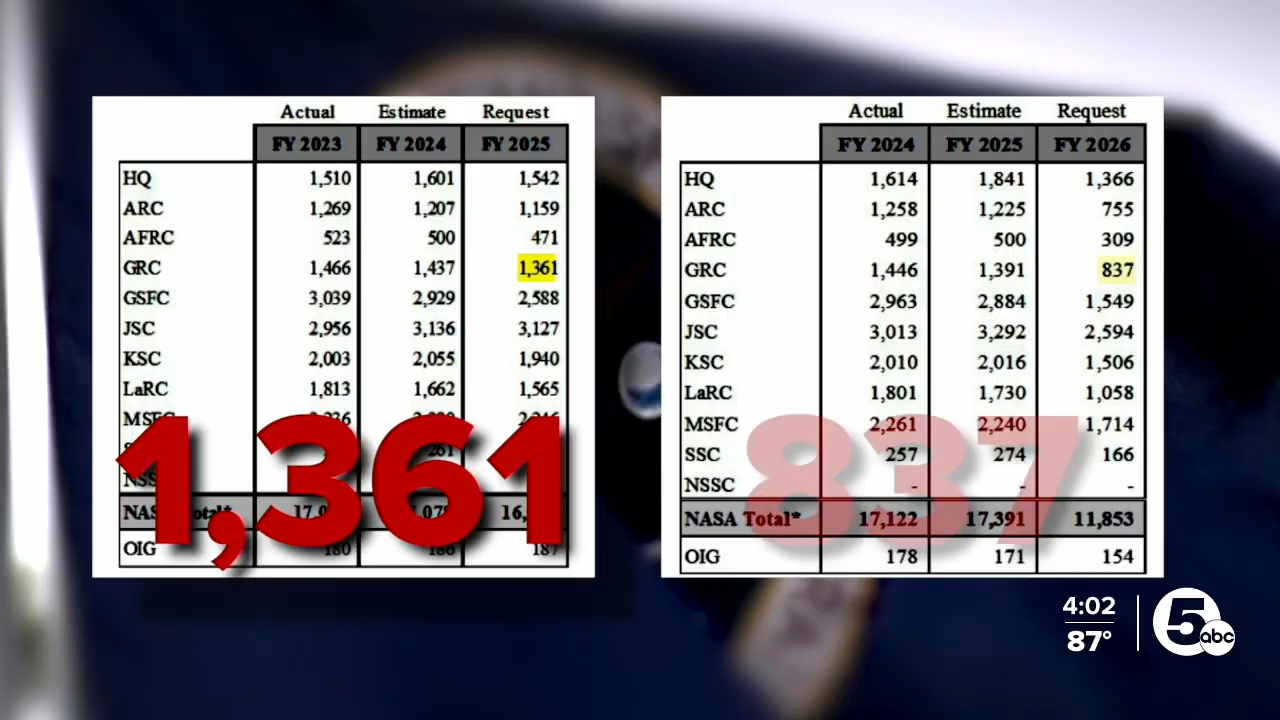 Actual Estimate Request
FY 2023 FY 2024 FY 2025
HQ 1,510 1,601 1,542
ARC 1,269 1,207 1,159
AFRC 523 500 471
GRC 1,466 1,437 1,361
GSFC 3,039 2,929 2,588
JSC 2,956 3,136 3,127
KSC 2,003 2,055 1,940
LaRC 1,813 1,662 1,565
1,361
OIG 180 186 187
Actual Estimate Request
FY 2024 FY 2025 FY 2026
HQ 1,614 1,841 1,366
ARC 1,258 1,225 755
AFRC 499 500 309
GRC 1,446 1,391 837
GSFC 2,963 2,884 1,549
JSC 3,013 3,292 2,594
KSC 2,010 2,016 1,506
LaRC 1,801 1,730 1,058
MSFC 2,261 2,240 1,714
SSC 257 274 166
NSSC - - -
NASA Total* 17,122 17,391 11,853
OIG 178 171 154
837
4:02
87°
5 abc